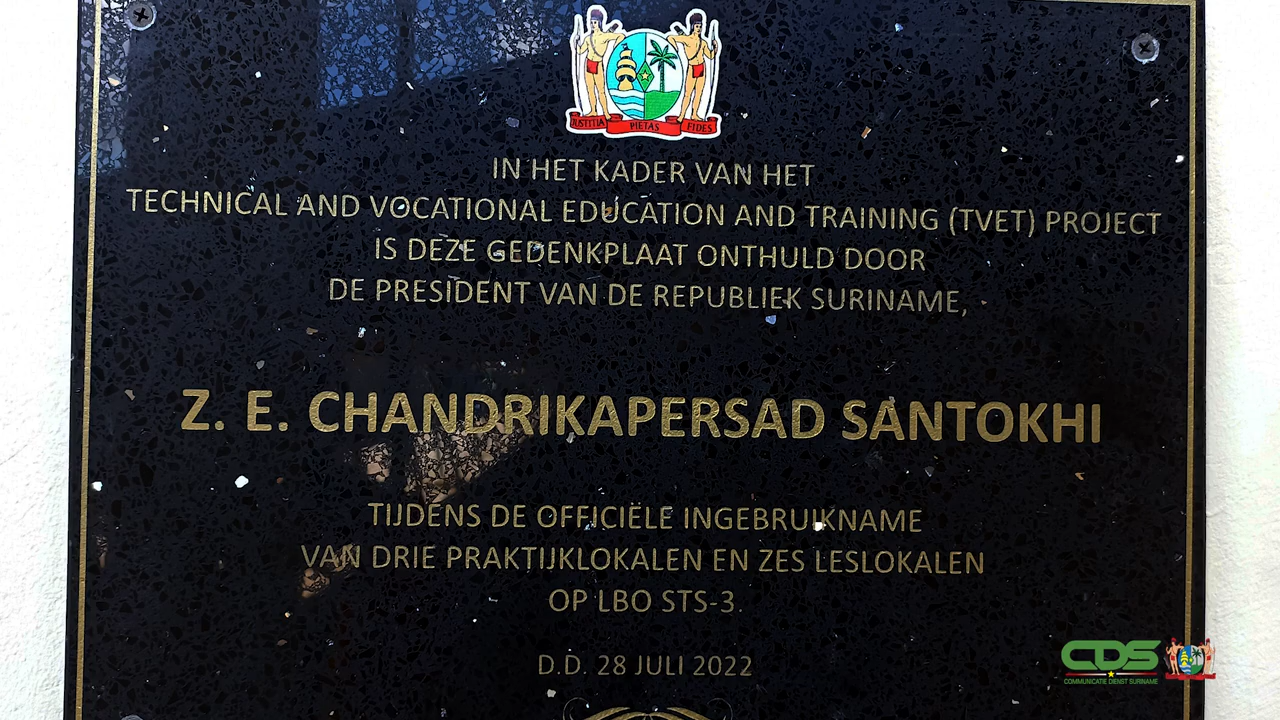 JUSTITIA PIETAS FIDES
IN HET KADER VAN HET
TECHNICAL AND VOCATIONAL EDUCATION AND TRAINING (TVET) PROJECT
IS DEZE GEDENKPLAAT ONTHULD DOOR
DE PRESIDENT VAN DE REPUBLIEK SURINAME,
Z. E. CHANDRIKAPERSAD SANTOKHI
TIJDENS DE OFFICIËLE INGEBRUIKNAME
VAN DRIE PRAKTIJKLOKALEN EN ZES LESLOKALEN
OP LBO STS-3.
D.D. 28 JULI 2022
CDS
COMMUNICATIE DIENST SURINAME